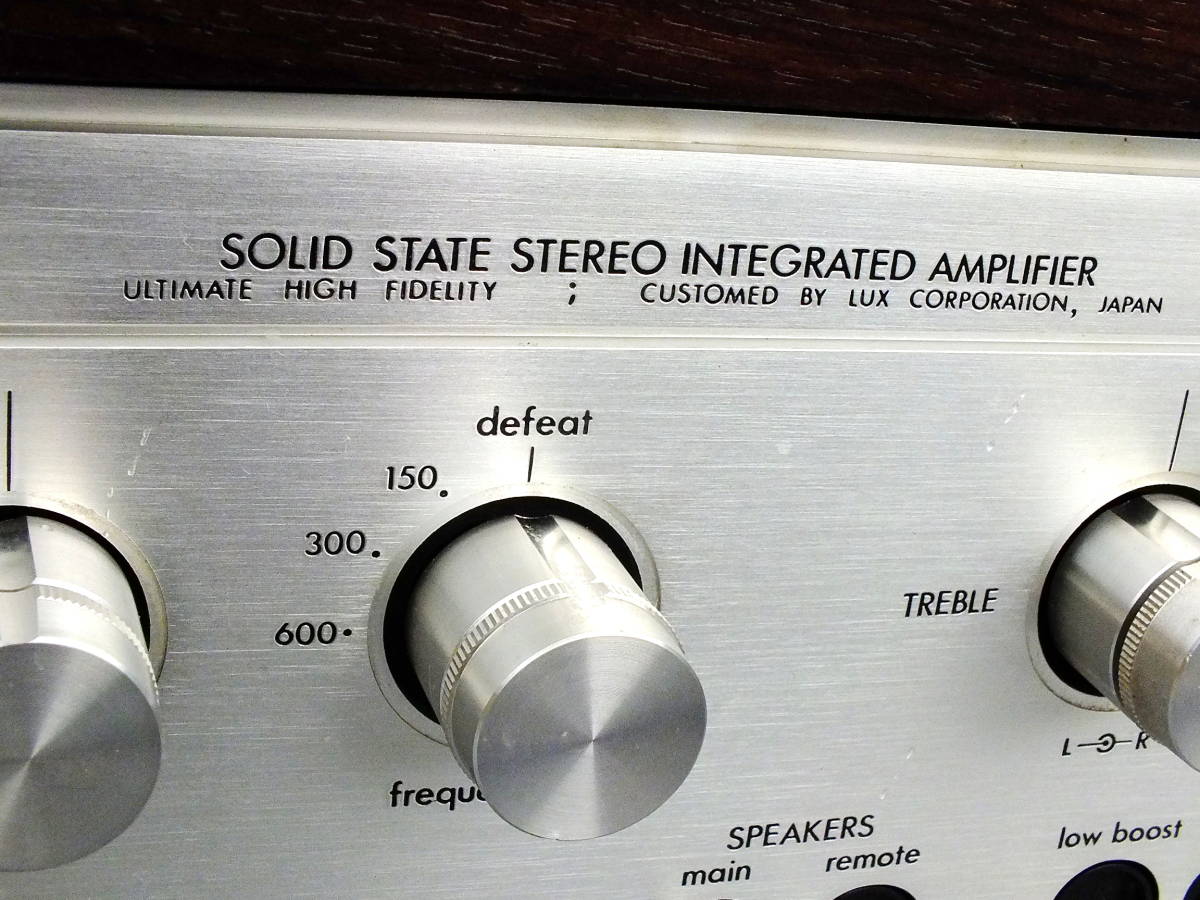 SOLID STATE STEREO INTEGRATED AMPLIFIER
ULTIMATE HIGH FIDELITY ; CUSTOMED BY LUX CORPORATION, JAPAN
defeat
150
300
600
TREBLE
L R
SPEAKERS
main remote
low boost